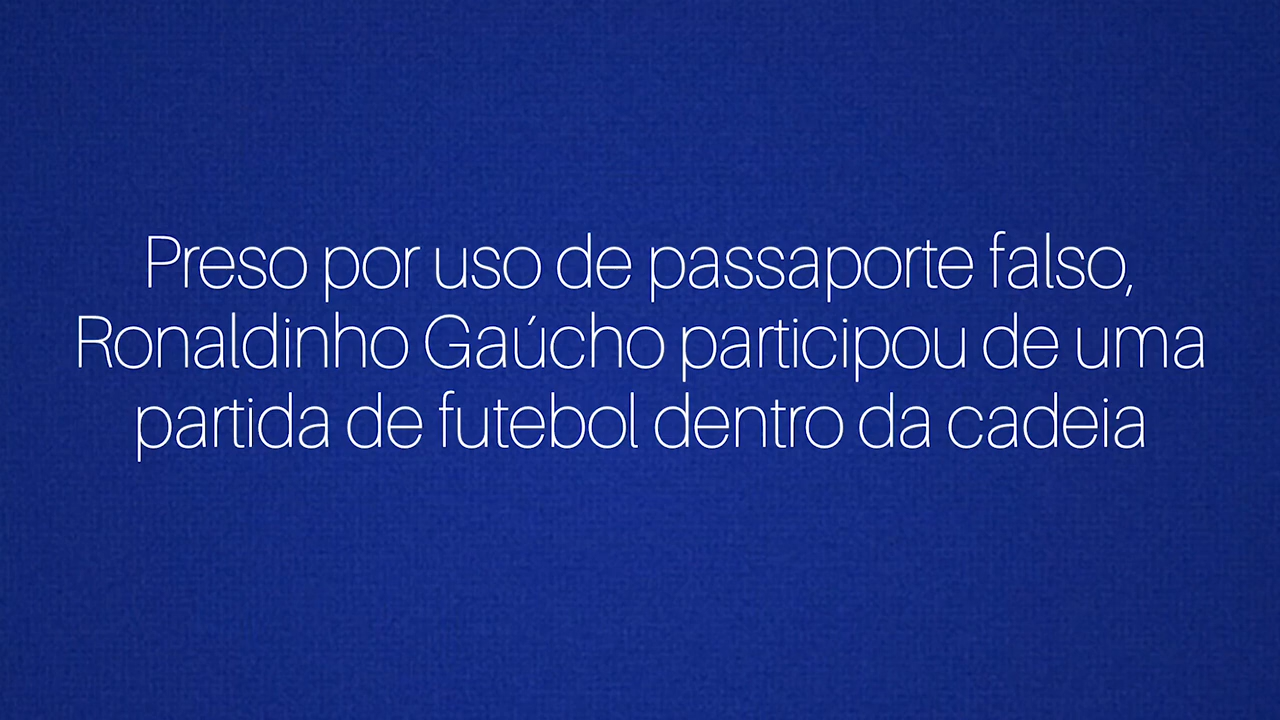 Preso por uso de passaporte falso,
Ronaldinho Gaúcho participou de uma
partida de futebol dentro da cadeia